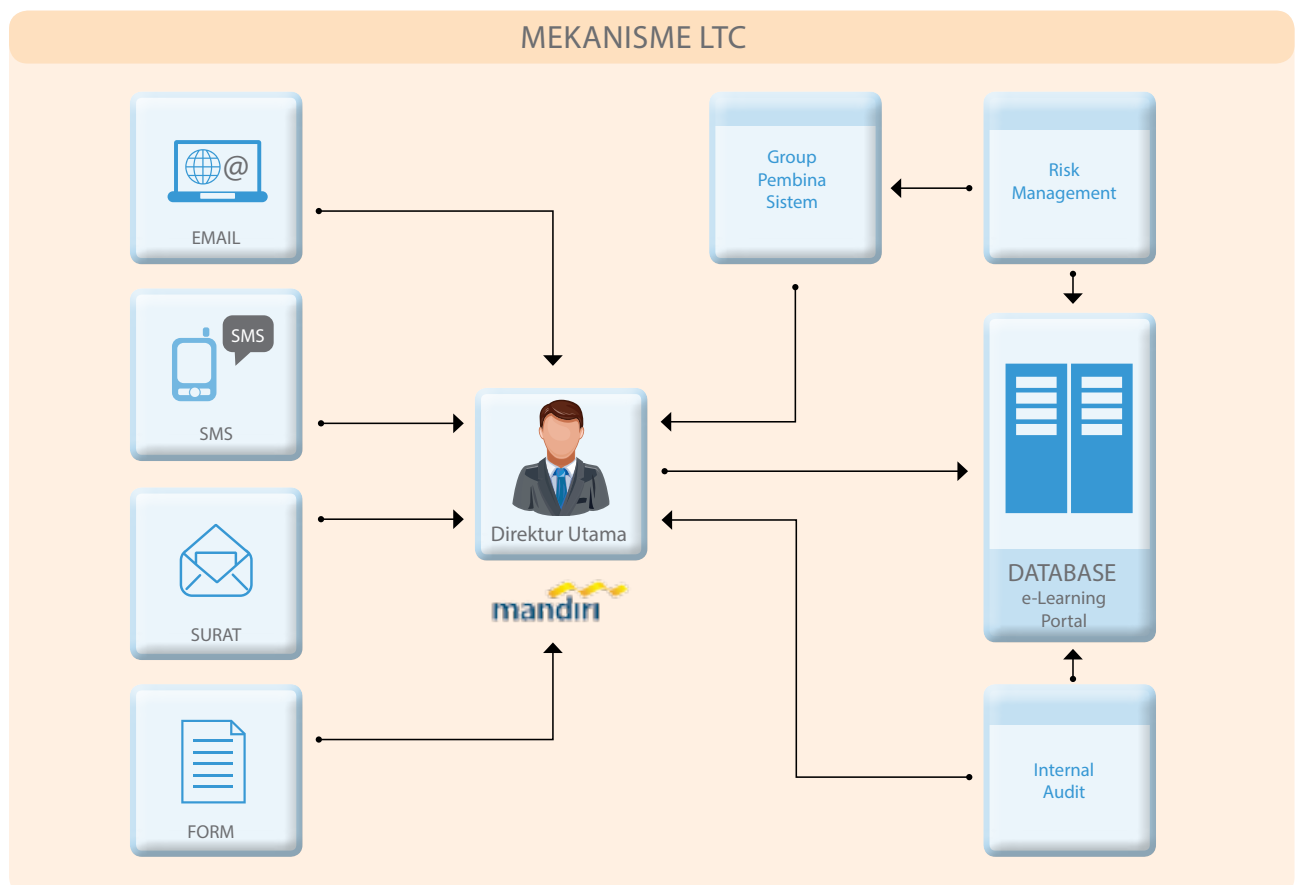 MEKANISME LTC
@
EMAIL
SMS
SMS
SURAT
FORM
Direktur Utama
mandiri
Group
Pembina
Sistem
Risk
Management
DATABASE
e-Learning
Portal
Internal
Audit